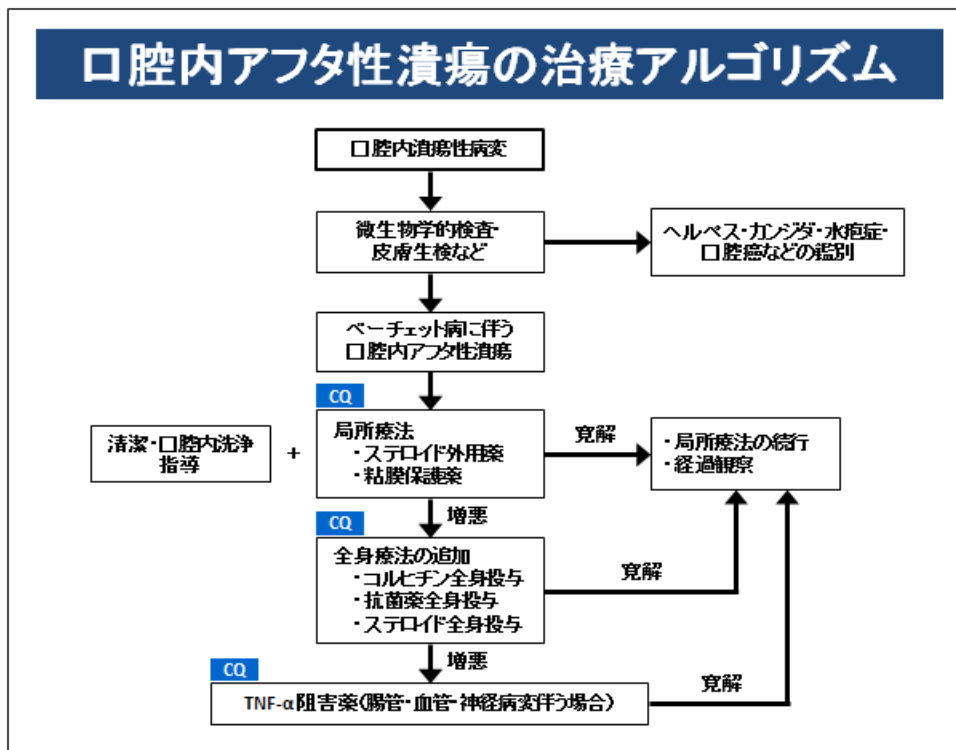 口腔内アフタ性潰瘍の治療アルゴリズム
口腔内潰瘍性病変
微生物学的検査・
皮膚生検など
ヘルペス・カンジダ・水疱症・
口腔癌などの鑑別
ベーチェット病に伴う
口腔内アフタ性潰瘍
CQ
清潔・口腔内洗浄
指導
+
局所療法
・ステロイド外用薬
・粘膜保護薬
寛解
・局所療法の続行
・経過観察
増悪
CQ
全身療法の追加
・コルヒチン全身投与
・抗菌薬全身投与
・ステロイド全身投与
寛解
増悪
CQ
TNF-α阻害薬(腸管・血管・神経病変伴う場合)
寛解